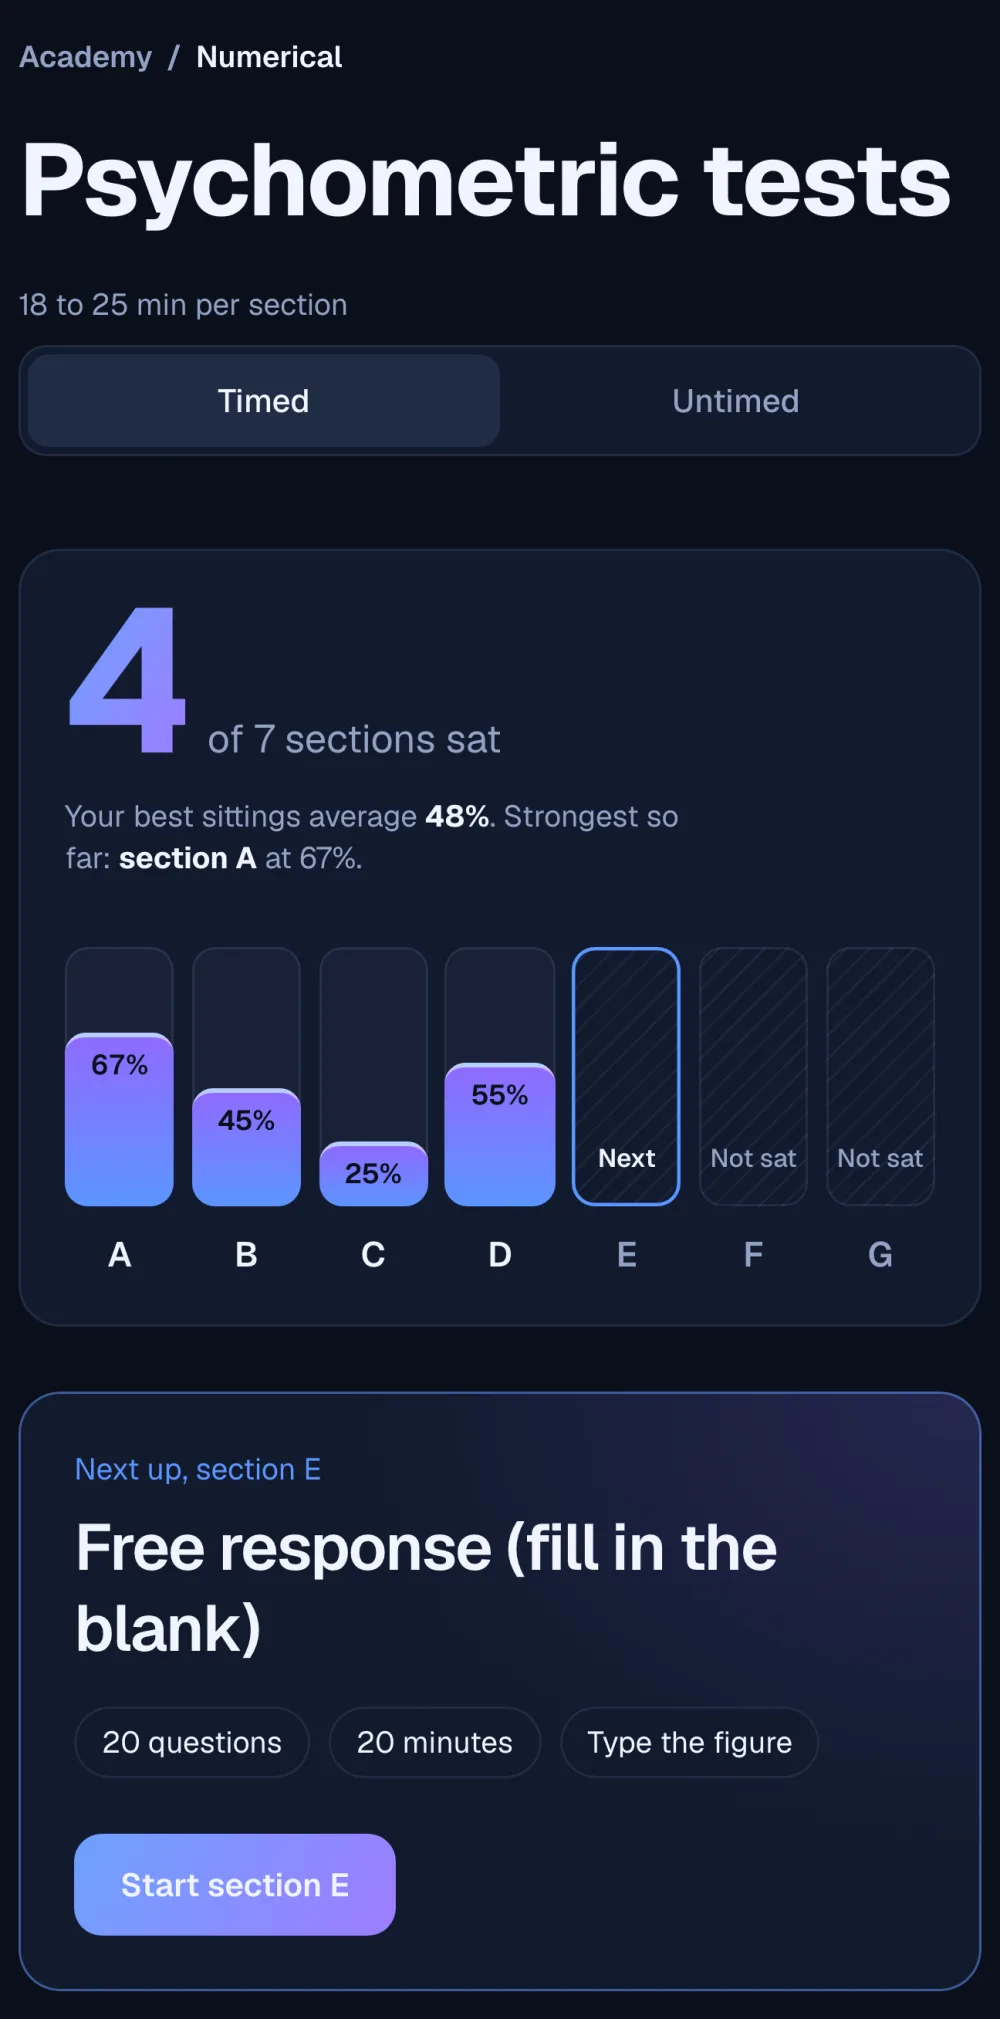 Academy / Numerical
Psychometric tests
18 to 25 min per section
Timed Untimed
4 of 7 sections sat
Your best sittings average 48%. Strongest so
far: section A at 67%.
67% 45% 25% 55% Next Not sat Not sat
A B C D E F G
Next up, section E
Free response (fill in the
blank)
20 questions 20 minutes Type the figure
Start section E